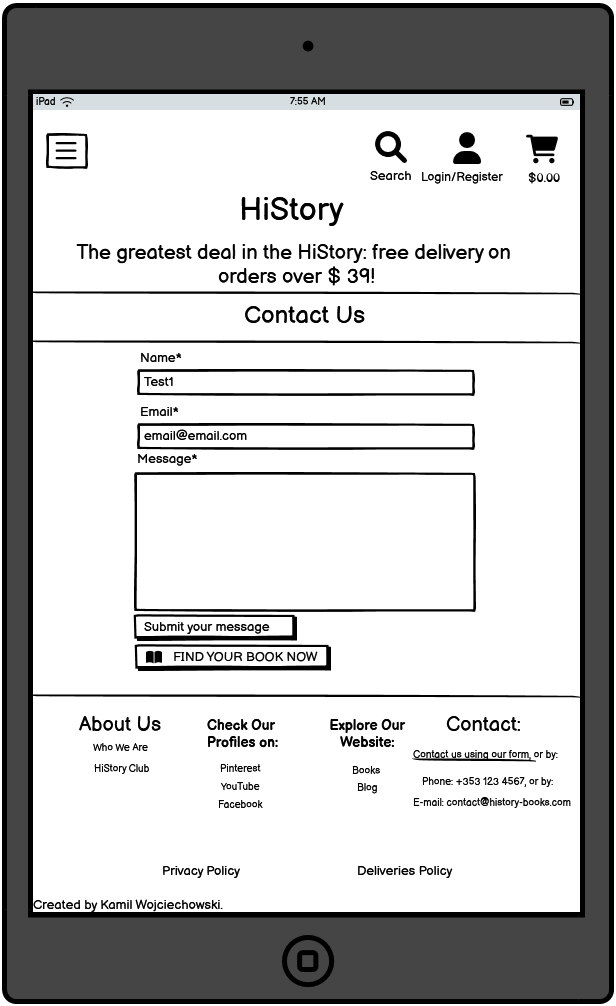 iPad
7:55 AM
Search
Login/Register
$0.00
HiStory
The greatest deal in the HiStory: free delivery on
orders over $ 39!
Contact Us
Name*
Test1
Email*
email@email.com
Message*
Submit your message
FIND YOUR BOOK NOW
About Us
Who We Are
HiStory Club
Check Our
Profiles on:
Pinterest
YouTube
Facebook
Explore Our
Website:
Books
Blog
Contact:
Contact us using our form, or by:
Phone: +353 123 4567, or by:
E-mail: contact@history-books.com
Privacy Policy
Deliveries Policy
Created by Kamil Wojciechowski.